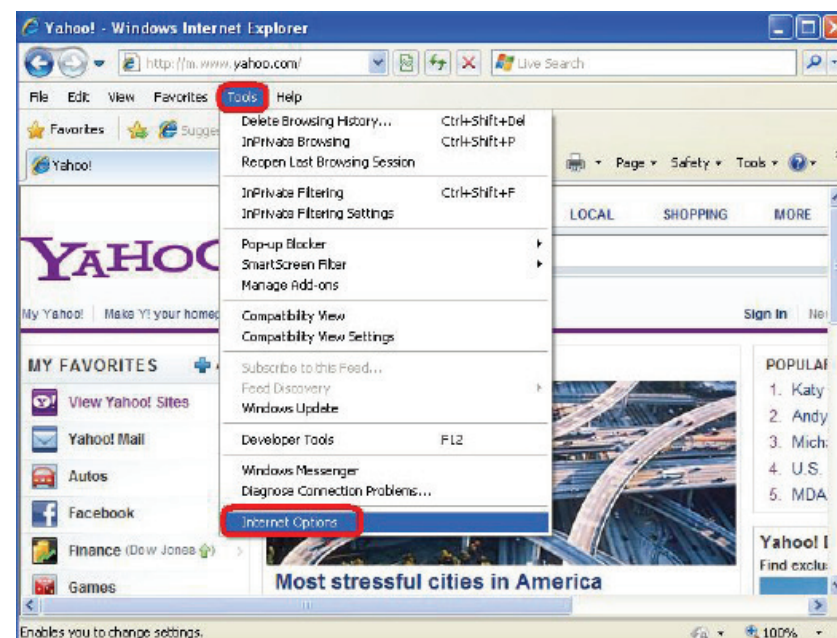 Yahoo! - Windows Internet Explorer
http://m.www.yahoo.com/ Live Search
File Edit View Favorites Tools Help
Favorites Sugge
Yahoo! Page Safety Tools
Delete Browsing History... Ctrl+Shift+Del
InPrivate Browsing Ctrl+Shift+P
Reopen Last Browsing Session
InPrivate Filtering Ctrl+Shift+F
InPrivate Filtering Settings
Pop-up Blocker
SmartScreen Filter
Manage Add-ons
Compatibility View
Compatibility View Settings
Subscribe to this Feed...
Feed Discovery
Windows Update
Developer Tools F12
Windows Messenger
Diagnose Connection Problems...
Internet Options
LOCAL SHOPPING MORE
YAHOO
My Yahoo! Make Y! your homep
Sign In Ne
MY FAVORITES
View Yahoo! Sites
Yahoo! Mail
Autos
Facebook
Finance (Dow Jones )
Games
Most stressful cities in America
POPULAR
1. Katy
2. Andy
3. Mich
4. U.S.
5. MDA
Yahoo!
Find exclu
Enables you to change settings.
100%